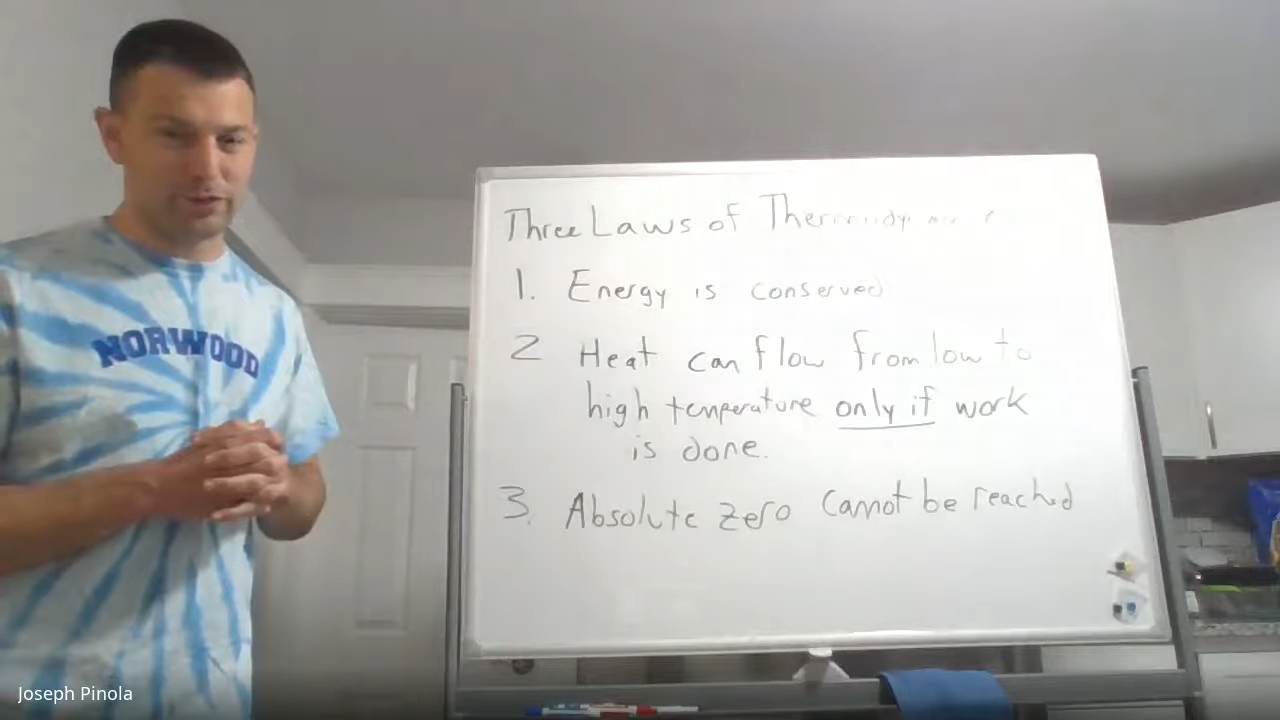 NORWOOD
Three Laws of
1. Energy is conserved
2 Heat can flow from low to
high temperature only if work
is done.
3. Absolute zero cannot be reached
Joseph Pinola